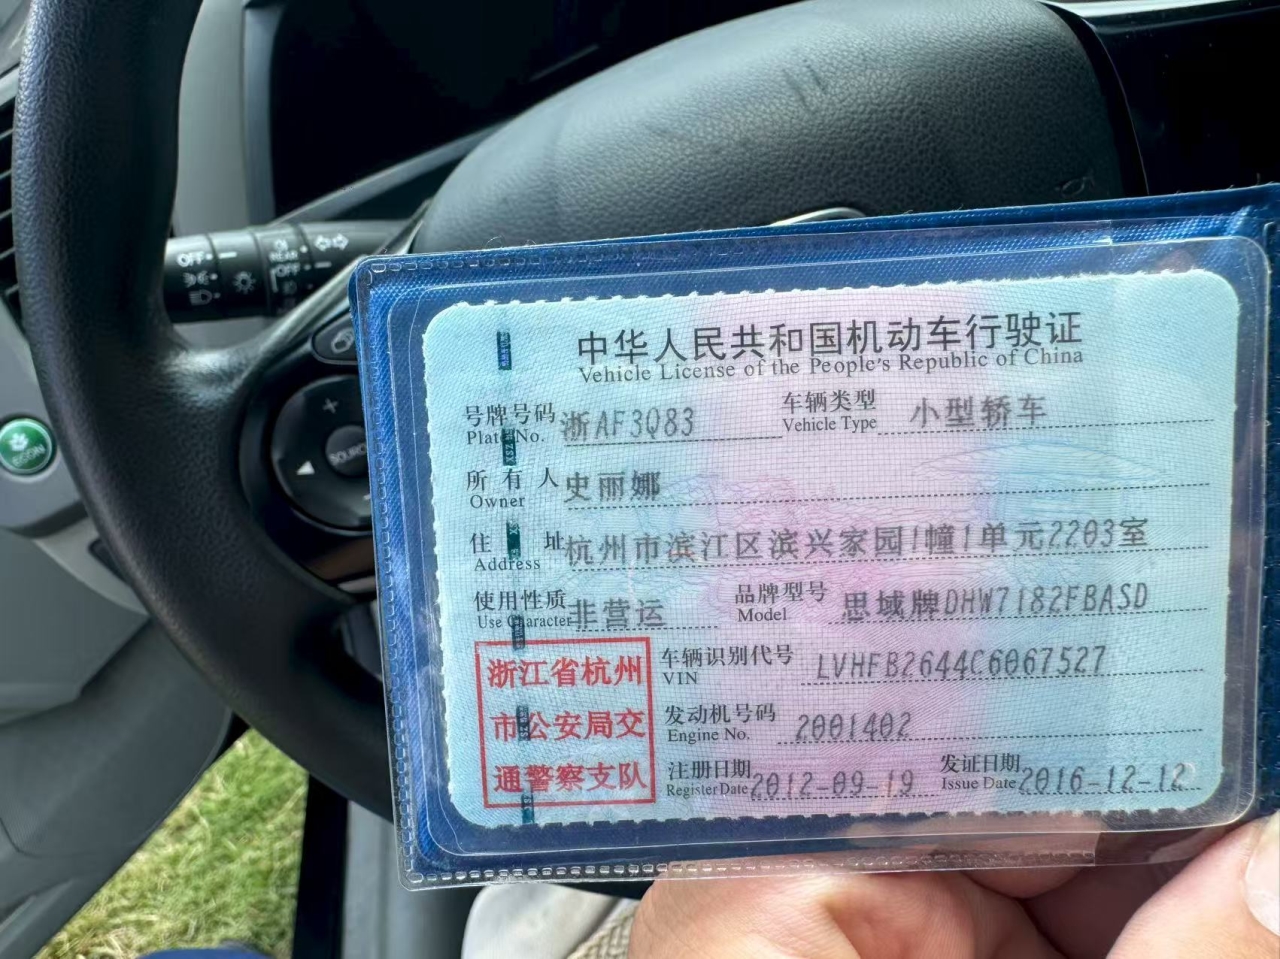 OFF
REAR
OFF
SOURCE
ECON
中华人民共和国机动车行驶证
Vehicle License of the People's Republic of China
号牌号码 浙AF3Q83 车辆类型 小型轿车
Plate No. Vehicle Type
所有人 史丽娜
Owner
住址 杭州市滨江区滨兴家园1幢1单元2203室
Address
使用性质 非营运 品牌型号 思域牌DHW7182FBASD
Use Character Model
浙江省杭州
市公安局交
通警察支队
车辆识别代号 LVHFB2644C6067527
VIN
发动机号码 2001402
Engine No.
注册日期 2012-09-19 发证日期 2016-12-12
Register Date Issue Date